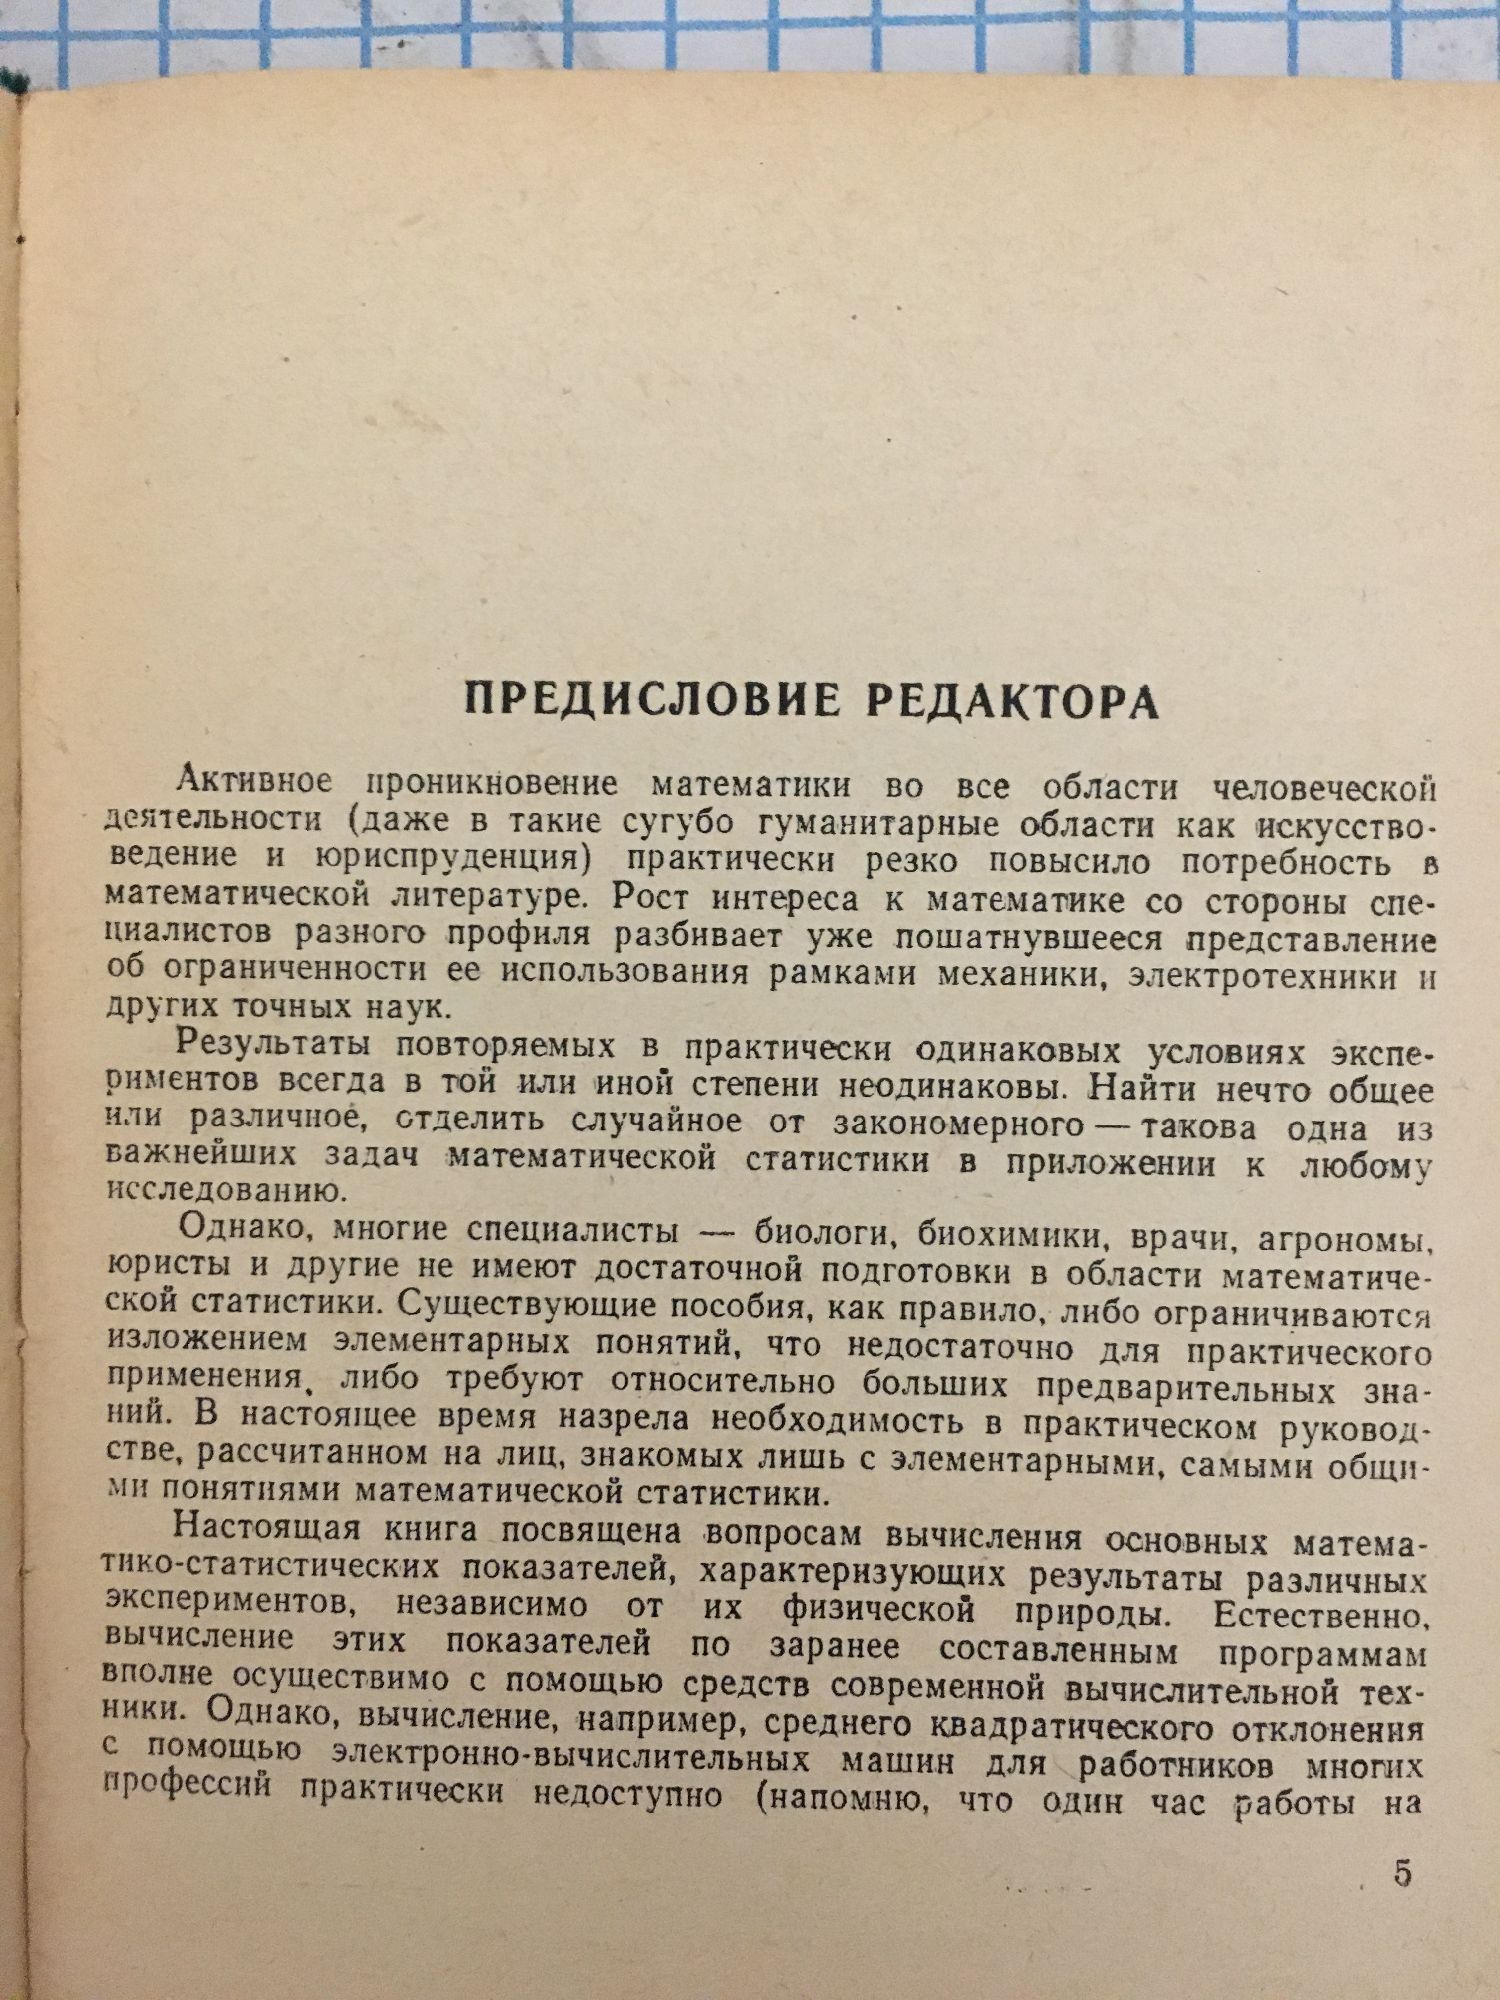 ПРЕДИСЛОВИЕ РЕДАКТОРА
Активное проникновение математики во все области человеческой
деятельности (даже в такие сугубо гуманитарные области как искусство-
ведение и юриспруденция) практически резко повысило потребность в
математической литературе. Рост интереса к математике со стороны спе-
циалистов разного профиля разбивает уже пошатнувшееся представление
об ограниченности ее использования рамками механики, электротехники и
других точных наук.
Результаты повторяемых в практически одинаковых условиях экспе-
риментов всегда в той или иной степени неодинаковы. Найти нечто общее
или различное, отделить случайное от закономерного — такова одна из
важнейших задач математической статистики в приложении к любому
исследованию.
Однако, многие специалисты — биологи, биохимики, врачи, агрономы,
юристы и другие не имеют достаточной подготовки в области математиче-
ской статистики. Существующие пособия, как правило, либо ограничиваются
изложением элементарных понятий, что недостаточно для практического
применения, либо требуют относительно больших предварительных зна-
ний. В настоящее время назрела необходимость в практическом руковод-
стве, рассчитанном на лиц, знакомых лишь с элементарными, самыми общи-
ми понятиями математической статистики.
Настоящая книга посвящена вопросам вычисления основных матема-
тико-статистических показателей, характеризующих результаты различных
экспериментов, независимо от их физической природы. Естественно,
вычисление этих показателей по заранее составленным программам
вполне осуществимо с помощью средств современной вычислительной тех-
ники. Однако, вычисление, например, среднего квадратического отклонения
с помощью электронно-вычислительных машин для работников многих
профессий практически недоступно (напомню, что один час работы на
5